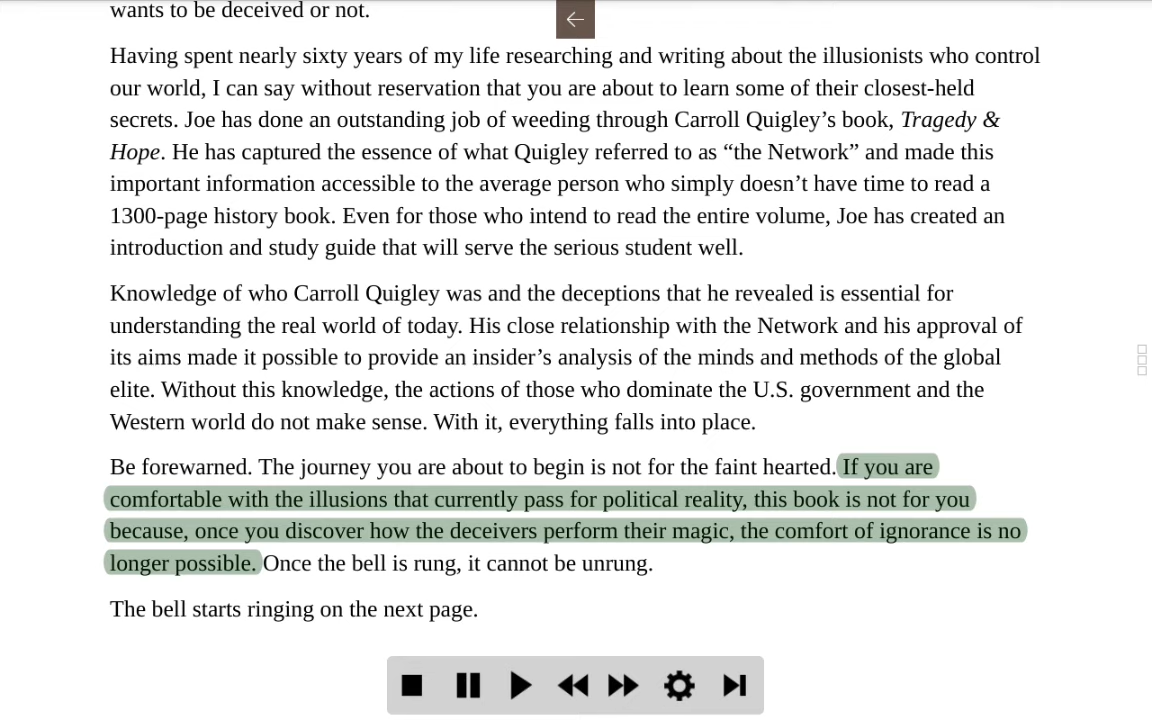 wants to be deceived or not.
Having spent nearly sixty years of my life researching and writing about the illusionists who control
our world, I can say without reservation that you are about to learn some of their closest-held
secrets. Joe has done an outstanding job of weeding through Carroll Quigley’s book, Tragedy &
Hope. He has captured the essence of what Quigley referred to as “the Network” and made this
important information accessible to the average person who simply doesn’t have time to read a
1300-page history book. Even for those who intend to read the entire volume, Joe has created an
introduction and study guide that will serve the serious student well.
Knowledge of who Carroll Quigley was and the deceptions that he revealed is essential for
understanding the real world of today. His close relationship with the Network and his approval of
its aims made it possible to provide an insider’s analysis of the minds and methods of the global
elite. Without this knowledge, the actions of those who dominate the U.S. government and the
Western world do not make sense. With it, everything falls into place.
Be forewarned. The journey you are about to begin is not for the faint hearted. If you are
comfortable with the illusions that currently pass for political reality, this book is not for you
because, once you discover how the deceivers perform their magic, the comfort of ignorance is no
longer possible. Once the bell is rung, it cannot be unrung.
The bell starts ringing on the next page.